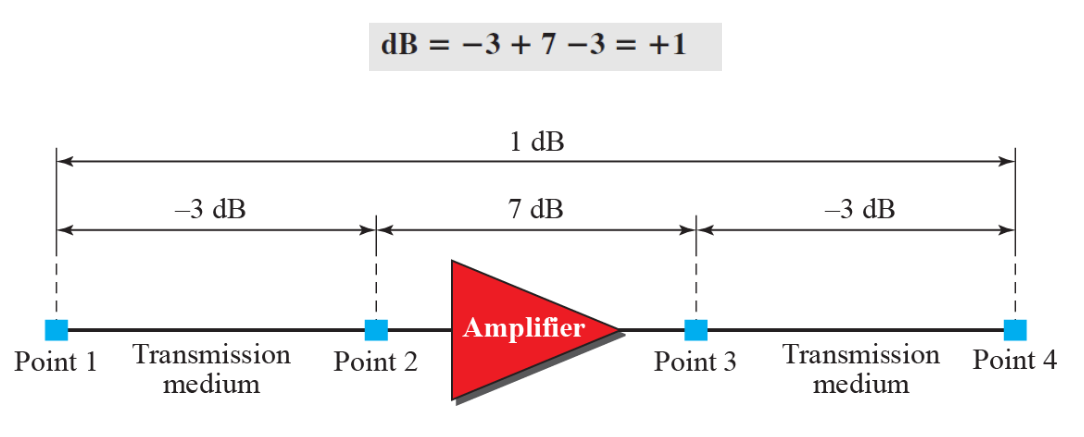 dB = −3 + 7 −3 = +1
1 dB
–3 dB
7 dB
–3 dB
Amplifier
Point 1
Transmission
medium
Point 2
Point 3
Transmission
medium
Point 4